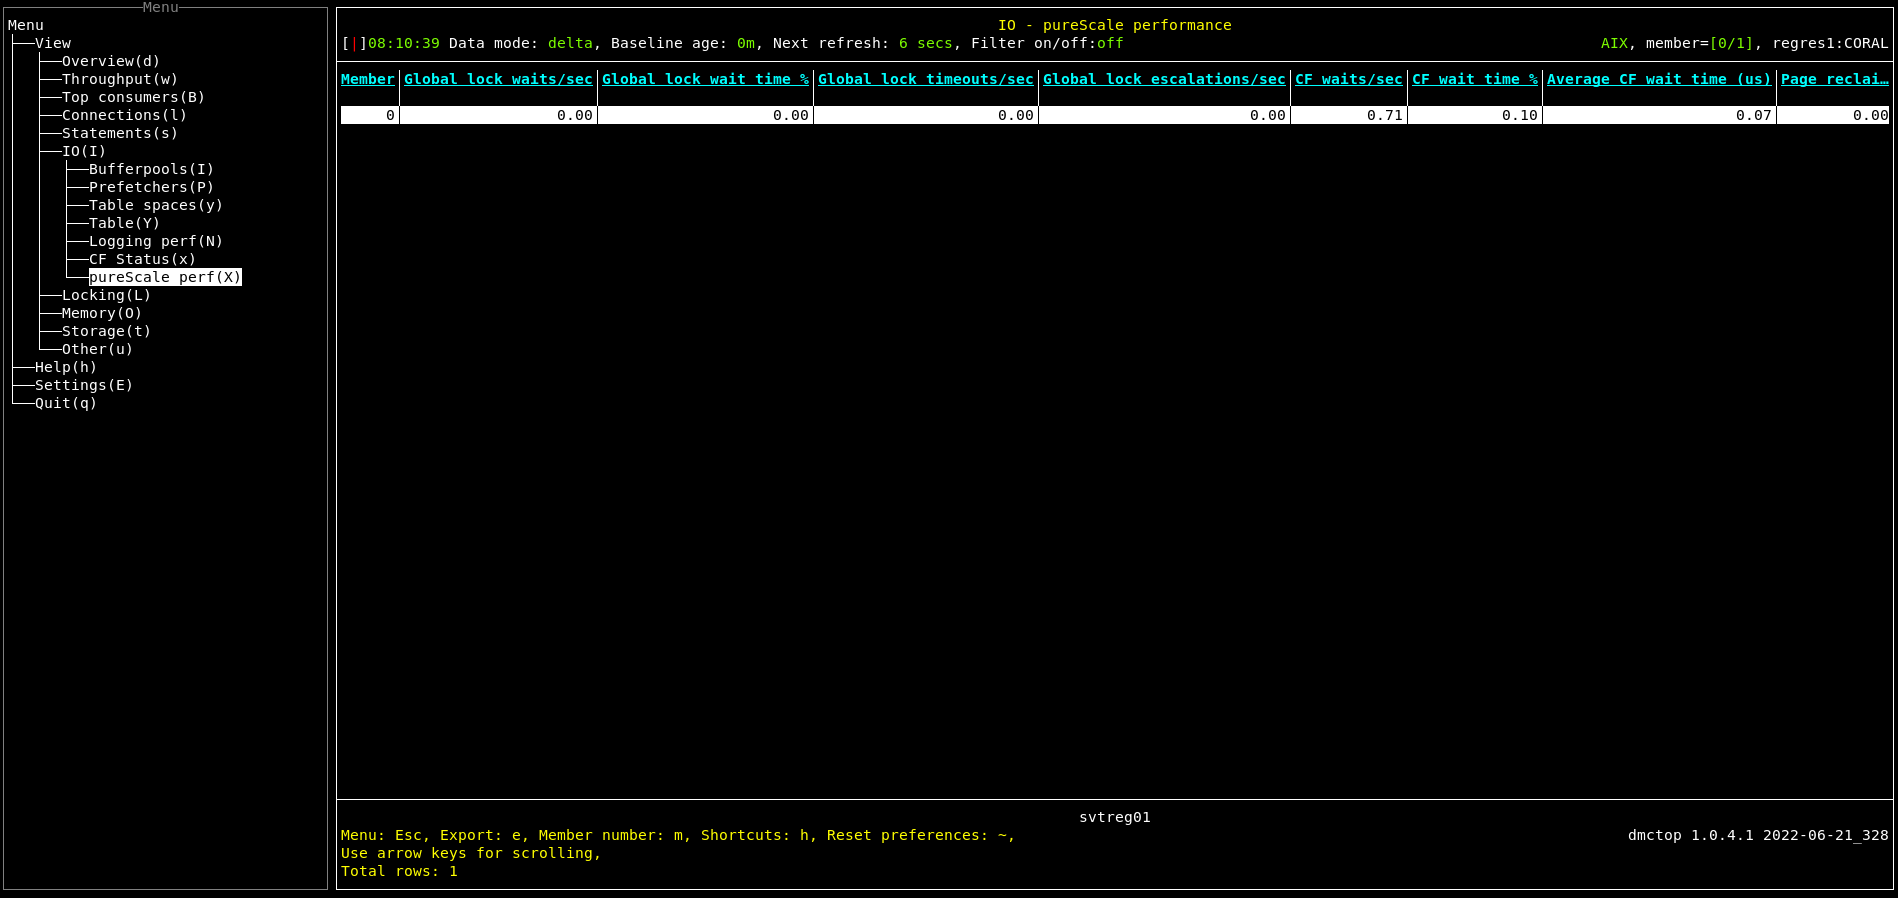 Menu
Menu
View
Overview(d)
Throughput(w)
Top consumers(B)
Connections(l)
Statements(s)
IO(I)
Bufferpools(I)
Prefetchers(P)
Table spaces(y)
Table(Y)
Logging perf(N)
CF Status(x)
pureScale perf(X)
Locking(L)
Memory(O)
Storage(t)
Other(u)
Help(h)
Settings(E)
Quit(q)
IO - pureScale performance
[|]08:10:39 Data mode: delta, Baseline age: 0m, Next refresh: 6 secs, Filter on/off:off AIX, member=[0/1], regres1:CORAL
Member Global lock waits/sec Global lock wait time % Global lock timeouts/sec Global lock escalations/sec CF waits/sec CF wait time % Average CF wait time (us) Page reclai…
0 0.00 0.00 0.00 0.00 0.71 0.10 0.07 0.00
svtreg01
Menu: Esc, Export: e, Member number: m, Shortcuts: h, Reset preferences: ~, dmctop 1.0.4.1 2022-06-21_328
Use arrow keys for scrolling,
Total rows: 1